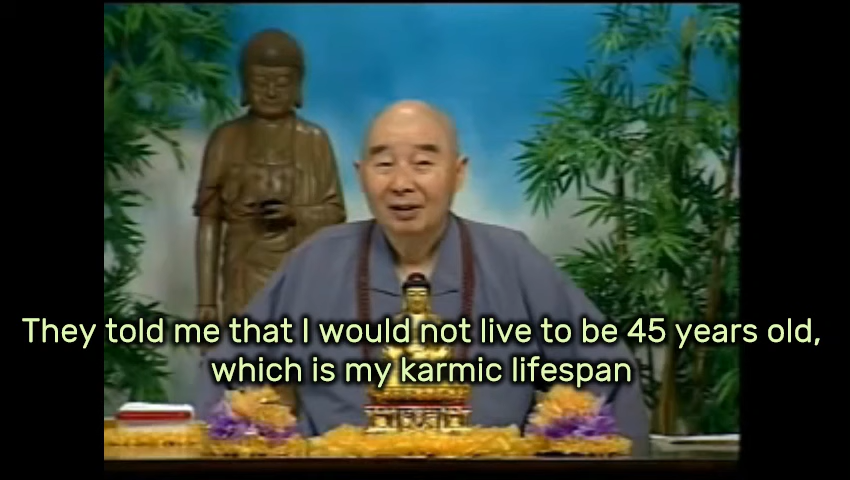 They told me that I would not live to be 45 years old,
which is my karmic lifespan